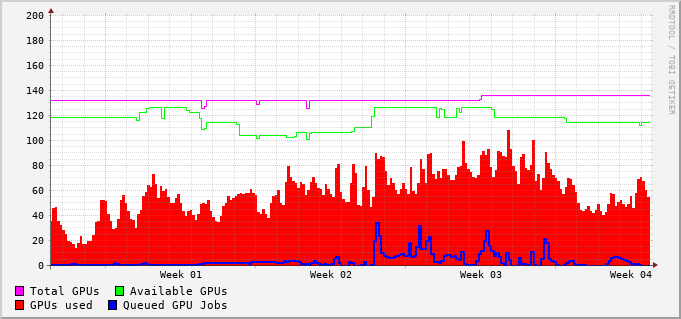 RRDTOOL / TOBI OETIKER
200
180
160
140
120
100
80
60
40
20
0
Week 01 Week 02 Week 03 Week 04
Total GPUs Available GPUs
GPUs used Queued GPU Jobs